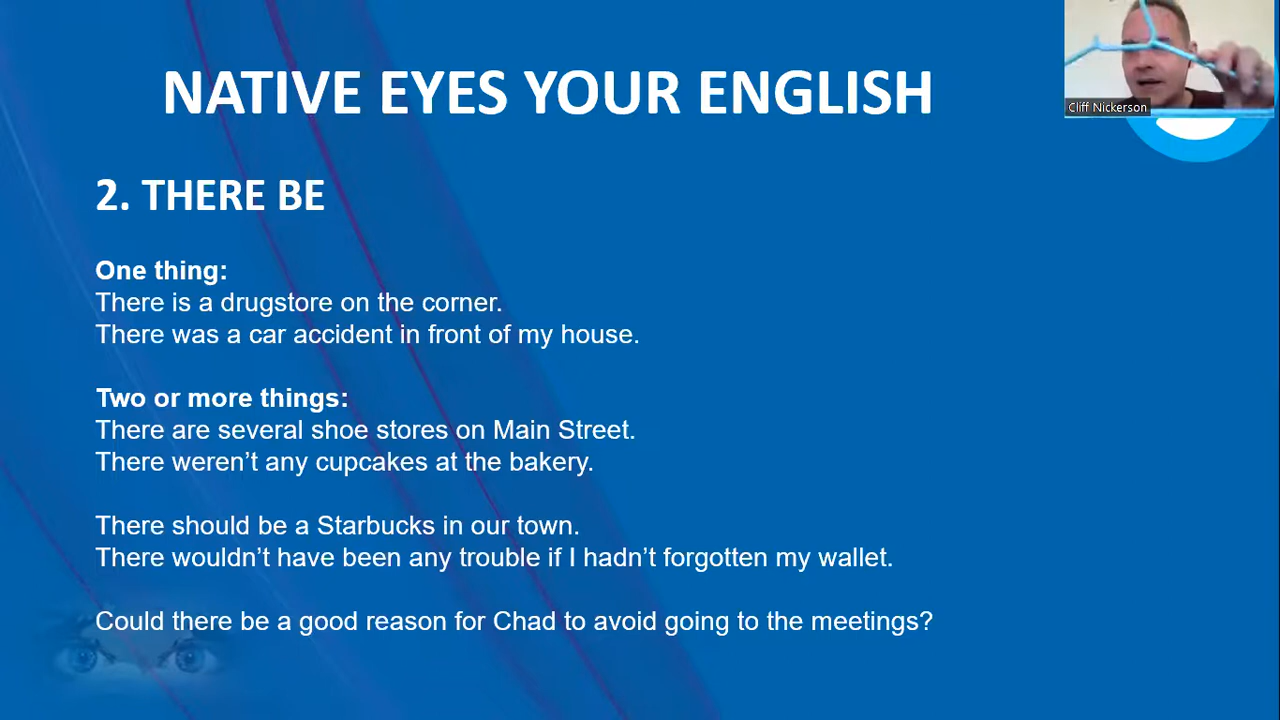 NATIVE EYES YOUR ENGLISH
Cliff Nickerson
2. THERE BE
One thing:
There is a drugstore on the corner.
There was a car accident in front of my house.
Two or more things:
There are several shoe stores on Main Street.
There weren’t any cupcakes at the bakery.
There should be a Starbucks in our town.
There wouldn’t have been any trouble if I hadn’t forgotten my wallet.
Could there be a good reason for Chad to avoid going to the meetings?